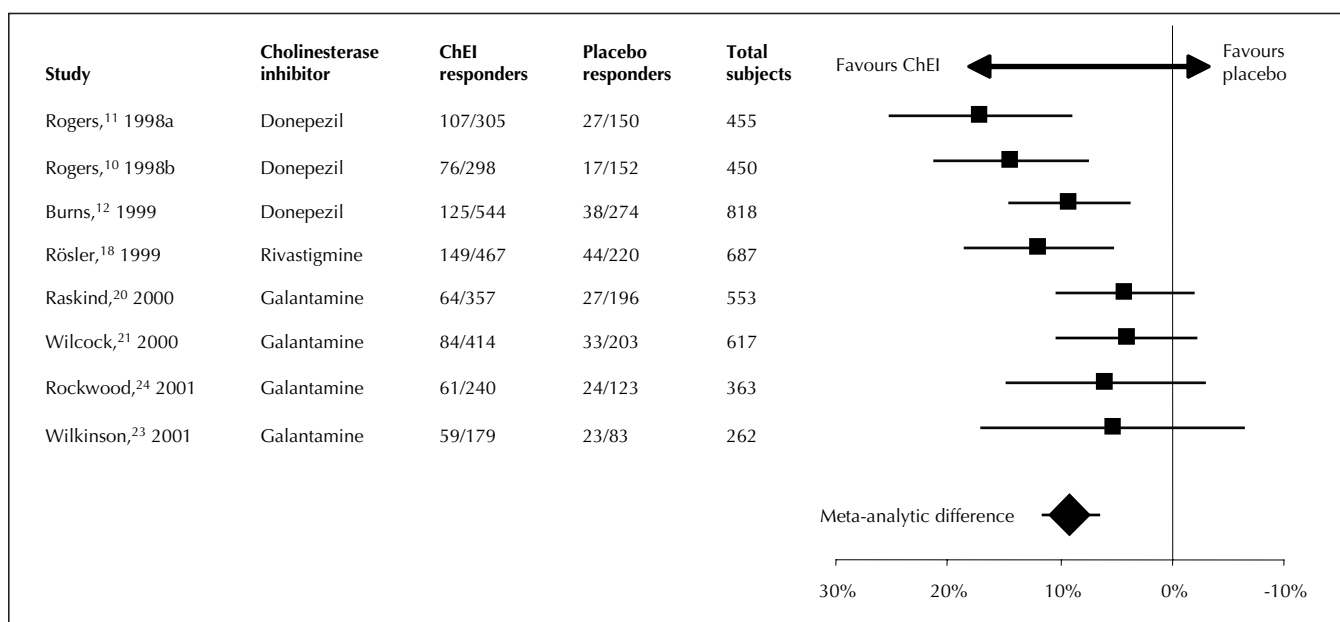 Study Cholinesterase inhibitor ChEI responders Placebo responders Total subjects
Favours ChEI Favours placebo
Rogers,11 1998a Donepezil 107/305 27/150 455
Rogers,10 1998b Donepezil 76/298 17/152 450
Burns,12 1999 Donepezil 125/544 38/274 818
Rösler,18 1999 Rivastigmine 149/467 44/220 687
Raskind,20 2000 Galantamine 64/357 27/196 553
Wilcock,21 2000 Galantamine 84/414 33/203 617
Rockwood,24 2001 Galantamine 61/240 24/123 363
Wilkinson,23 2001 Galantamine 59/179 23/83 262
Meta-analytic difference
30% 20% 10% 0% -10%